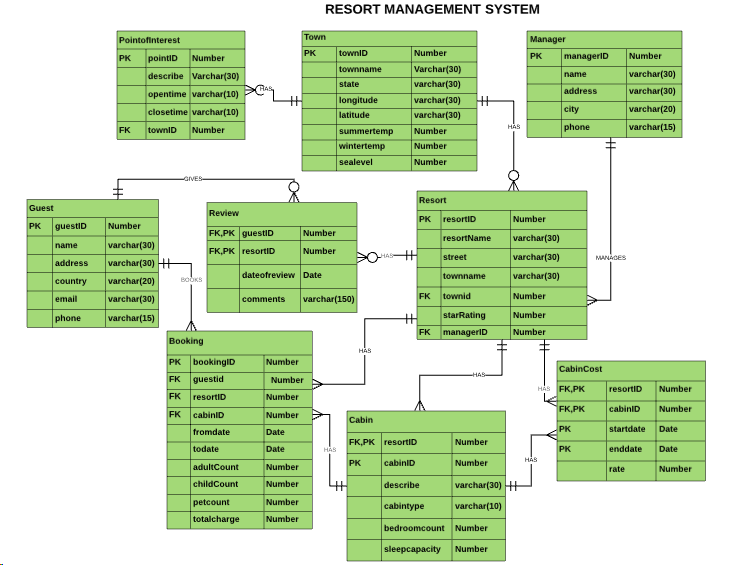 RESORT MANAGEMENT SYSTEM
PointofInterest
PK pointID Number
describe Varchar(30)
opentime varchar(10)
closetime varchar(10)
FK townID Number
HAS
Town
PK townID Number
townname Varchar(30)
state varchar(30)
longitude varchar(30)
latitude varchar(30)
summertemp Number
wintertemp Number
sealevel Number
HAS
Manager
PK managerID Number
name varchar(30)
address varchar(30)
city varchar(20)
phone varchar(15)
MANAGES
GIVES
Guest
PK guestID Number
name varchar(30)
address varchar(30)
country varchar(20)
email varchar(30)
phone varchar(15)
BOOKS
Review
FK,PK guestID Number
FK,PK resortID Number
dateofreview Date
comments varchar(150)
HAS
Resort
PK resortID Number
resortName varchar(30)
street varchar(30)
townname varchar(30)
FK townid Number
starRating Number
FK managerID Number
HAS
HAS
HAS
Booking
PK bookingID Number
FK guestid Number
FK resortID Number
FK cabinID Number
fromdate Date
todate Date
adultCount Number
childCount Number
petcount Number
totalcharge Number
HAS
Cabin
FK,PK resortID Number
PK cabinID Number
describe varchar(30)
cabintype varchar(10)
bedroomcount Number
sleepcapacity Number
HAS
CabinCost
FK,PK resortID Number
FK,PK cabinID Number
PK startdate Date
PK enddate Date
rate Number